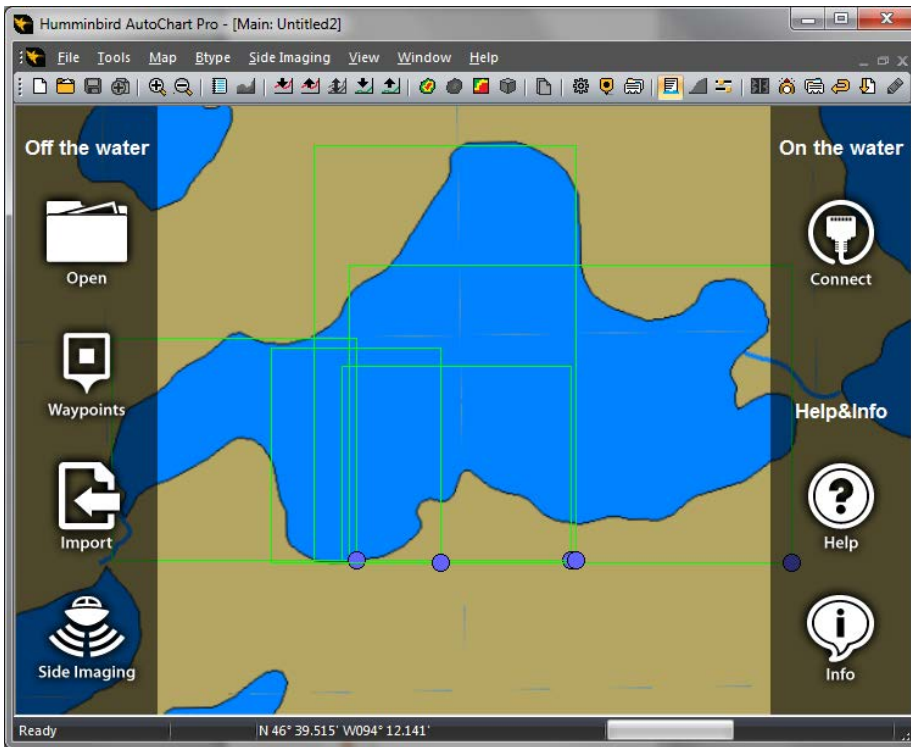 Humminbird AutoChart Pro - [Main: Untitled2]
File Tools Map Btype Side Imaging View Window Help
Off the water
On the water
Open
Connect
Waypoints
Help&Info
Import
Help
Side Imaging
Info
Ready
N 46° 39.515' W094° 12.141'